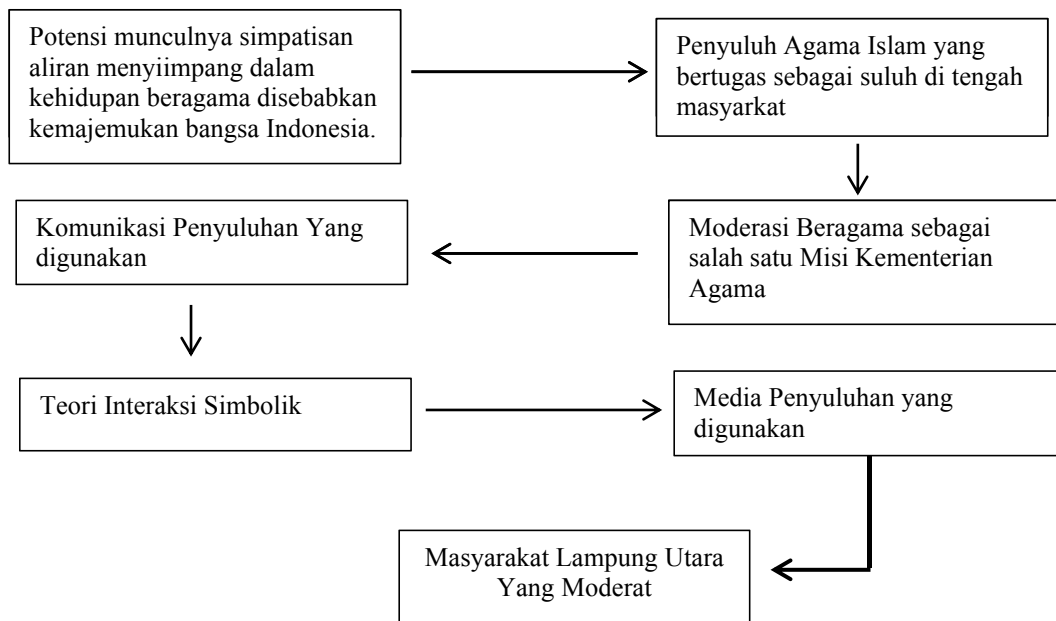 Potensi munculnya simpatisan
aliran menyiimpang dalam
kehidupan beragama disebabkan
kemajemukan bangsa Indonesia.
Penyuluh Agama Islam yang
bertugas sebagai suluh di tengah
masyarkat
Moderasi Beragama sebagai
salah satu Misi Kementerian
Agama
Komunikasi Penyuluhan Yang
digunakan
Teori Interaksi Simbolik
Media Penyuluhan yang
digunakan
Masyarakat Lampung Utara
Yang Moderat